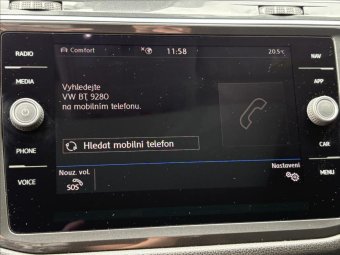 RADIO
MEDIA
PHONE
VOICE
Comfort
11:58
20.5°C
Vyhledejte
VW BT 9280
na mobilním telefonu.
Hledat mobilní telefon
Nouz. vol.
SOS
Nastavení
NAV
APP
CAR
MENU